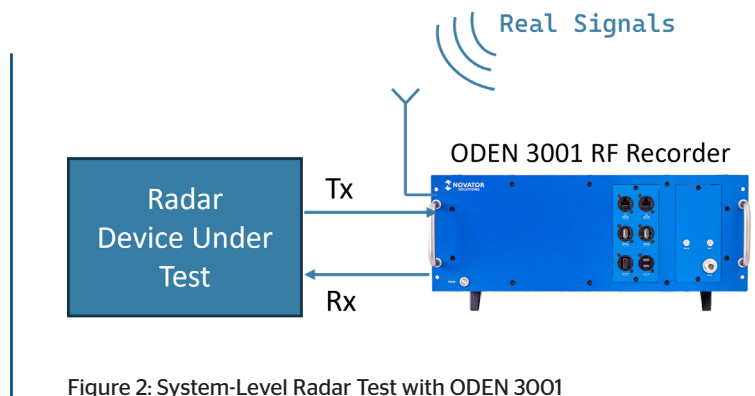 Real Signals
ODEN 3001 RF Recorder
NOVATOR
SOLUTIONS
Radar
Device Under
Test
Tx
Rx
Figure 2: System-Level Radar Test with ODEN 3001